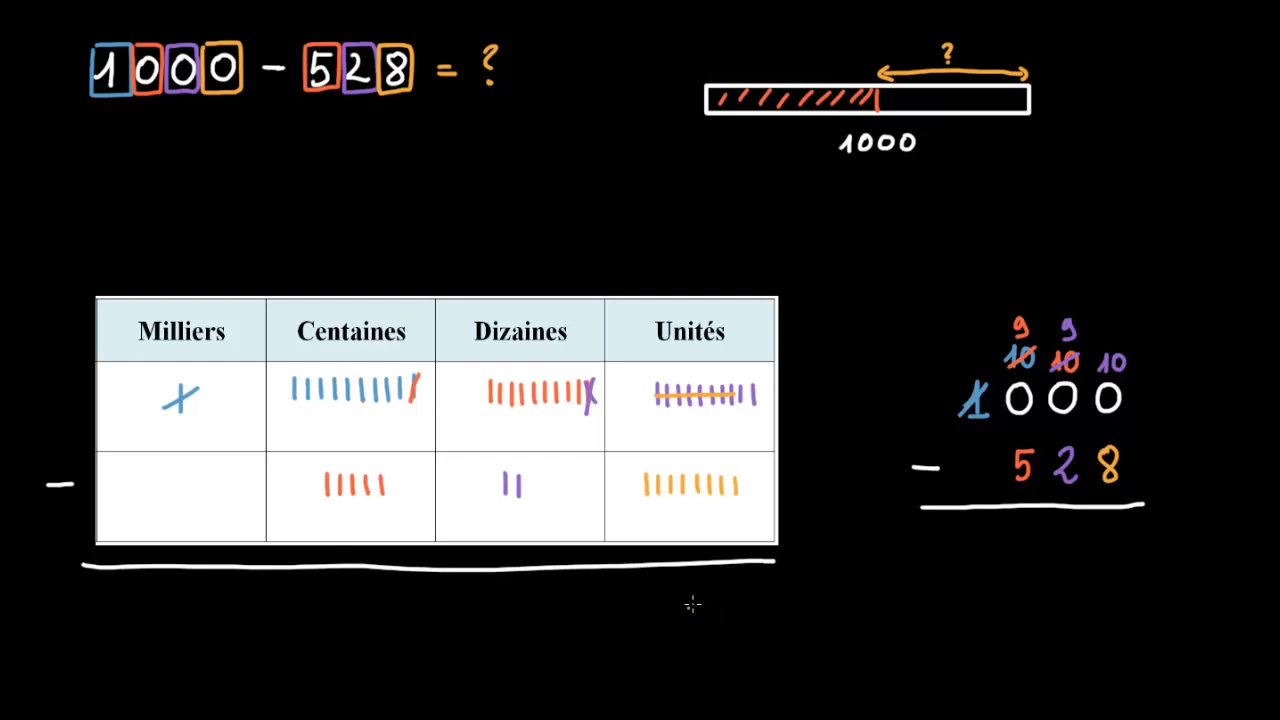 1000 - 528 = ?
?
1000
Milliers Centaines Dizaines Unités
9 9
10 10 10
1000
- 528